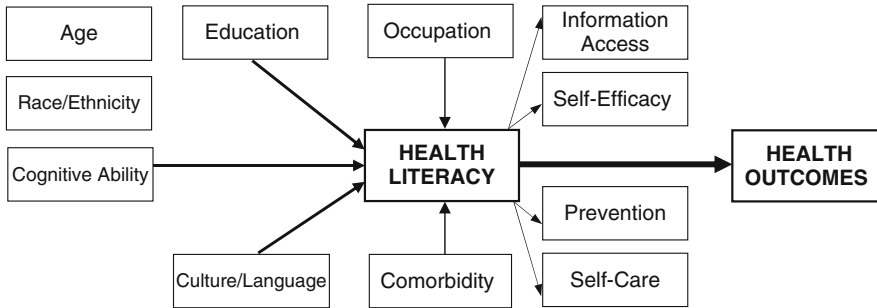 Age
Education
Occupation
Information
Access
Race/Ethnicity
Self-Efficacy
Cognitive Ability
HEALTH
LITERACY
HEALTH
OUTCOMES
Prevention
Culture/Language
Comorbidity
Self-Care